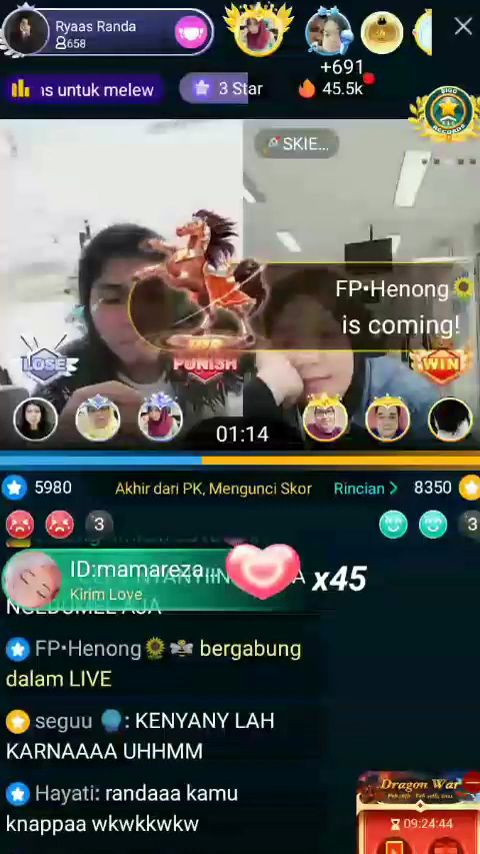 Ryaas Randa
658
+691
ns untuk melew
3 Star
45.5k
BIGO
RECORDS
SKIE...
FP•Henong🌻
is coming!
LOSE
PUNISH
WIN
01:14
5980
Akhir dari PK, Mengunci Skor
Rincian >
8350
3
3
ID:mamareza...
Kirim Love
x45
NGEDUMEL AJA
FP•Henong🌻🐝 bergabung
dalam LIVE
seguu🗣: KENYANY LAH
KARNAAAA UHHMM
Hayati: randaaa kamu
knappaa wkwkkwkw
Dragon War
09:24:44